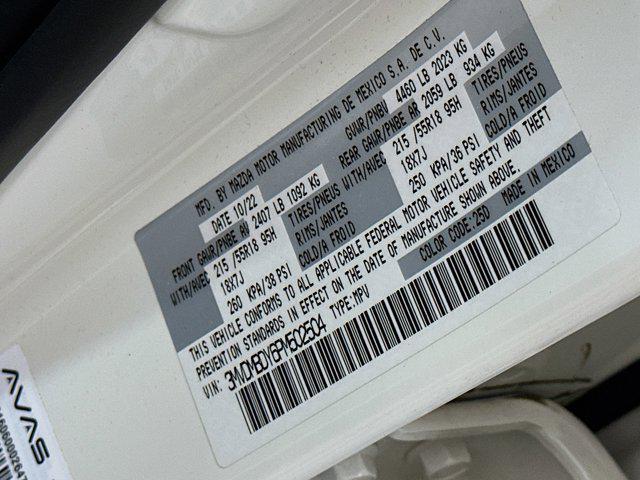 MFD. BY MAZDA MOTOR MANUFACTURING DE MEXICO S.A. DE C.V.
DATE 10/22 GVWR/PNBV 4460 LB 2023 KG
FRONT GAWR/PNBE AV 2407 LB 1092 KG REAR GAWR/PNBE AR 2059 LB 934 KG
WITH/AVEC 215 /55R18 95H TIRES/PNEUS WITH/AVEC 215 /55R18 95H TIRES/PNEUS
18X7J RIMS/JANTES 18X7J RIMS/JANTES
260 KPA/38 PSI COLD/A FROID 250 KPA/36 PSI COLD/A FROID
THIS VEHICLE CONFORMS TO ALL APPLICABLE FEDERAL MOTOR VEHICLE SAFETY AND THEFT
PREVENTION STANDARDS IN EFFECT ON THE DATE OF MANUFACTURE SHOWN ABOVE.
TYPE:MPV COLOR CODE:25D MADE IN MEXICO
VIN:
AVAS